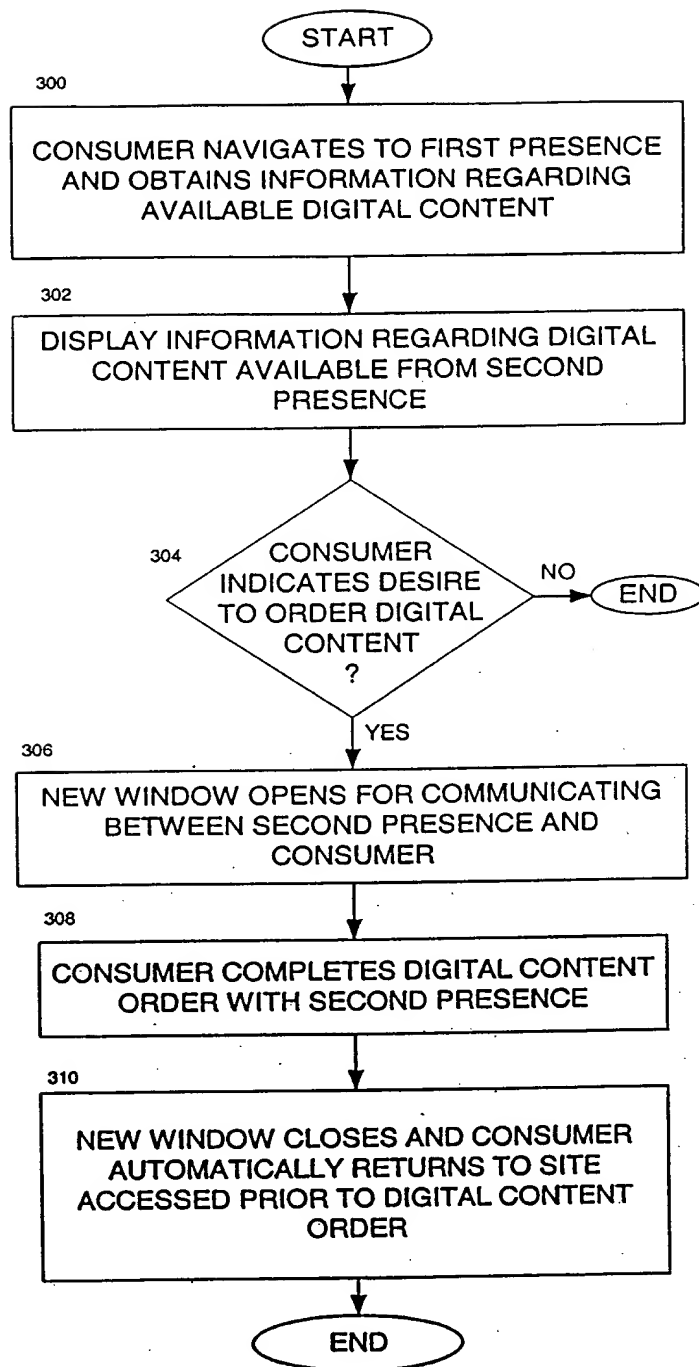 START
300
CONSUMER NAVIGATES TO FIRST PRESENCE
AND OBTAINS INFORMATION REGARDING
AVAILABLE DIGITAL CONTENT
302
DISPLAY INFORMATION REGARDING DIGITAL
CONTENT AVAILABLE FROM SECOND
PRESENCE
304
CONSUMER
INDICATES DESIRE
TO ORDER DIGITAL
CONTENT
?
NO
END
YES
306
NEW WINDOW OPENS FOR COMMUNICATING
BETWEEN SECOND PRESENCE AND
CONSUMER
308
CONSUMER COMPLETES DIGITAL CONTENT
ORDER WITH SECOND PRESENCE
310
NEW WINDOW CLOSES AND CONSUMER
AUTOMATICALLY RETURNS TO SITE
ACCESSED PRIOR TO DIGITAL CONTENT
ORDER
END